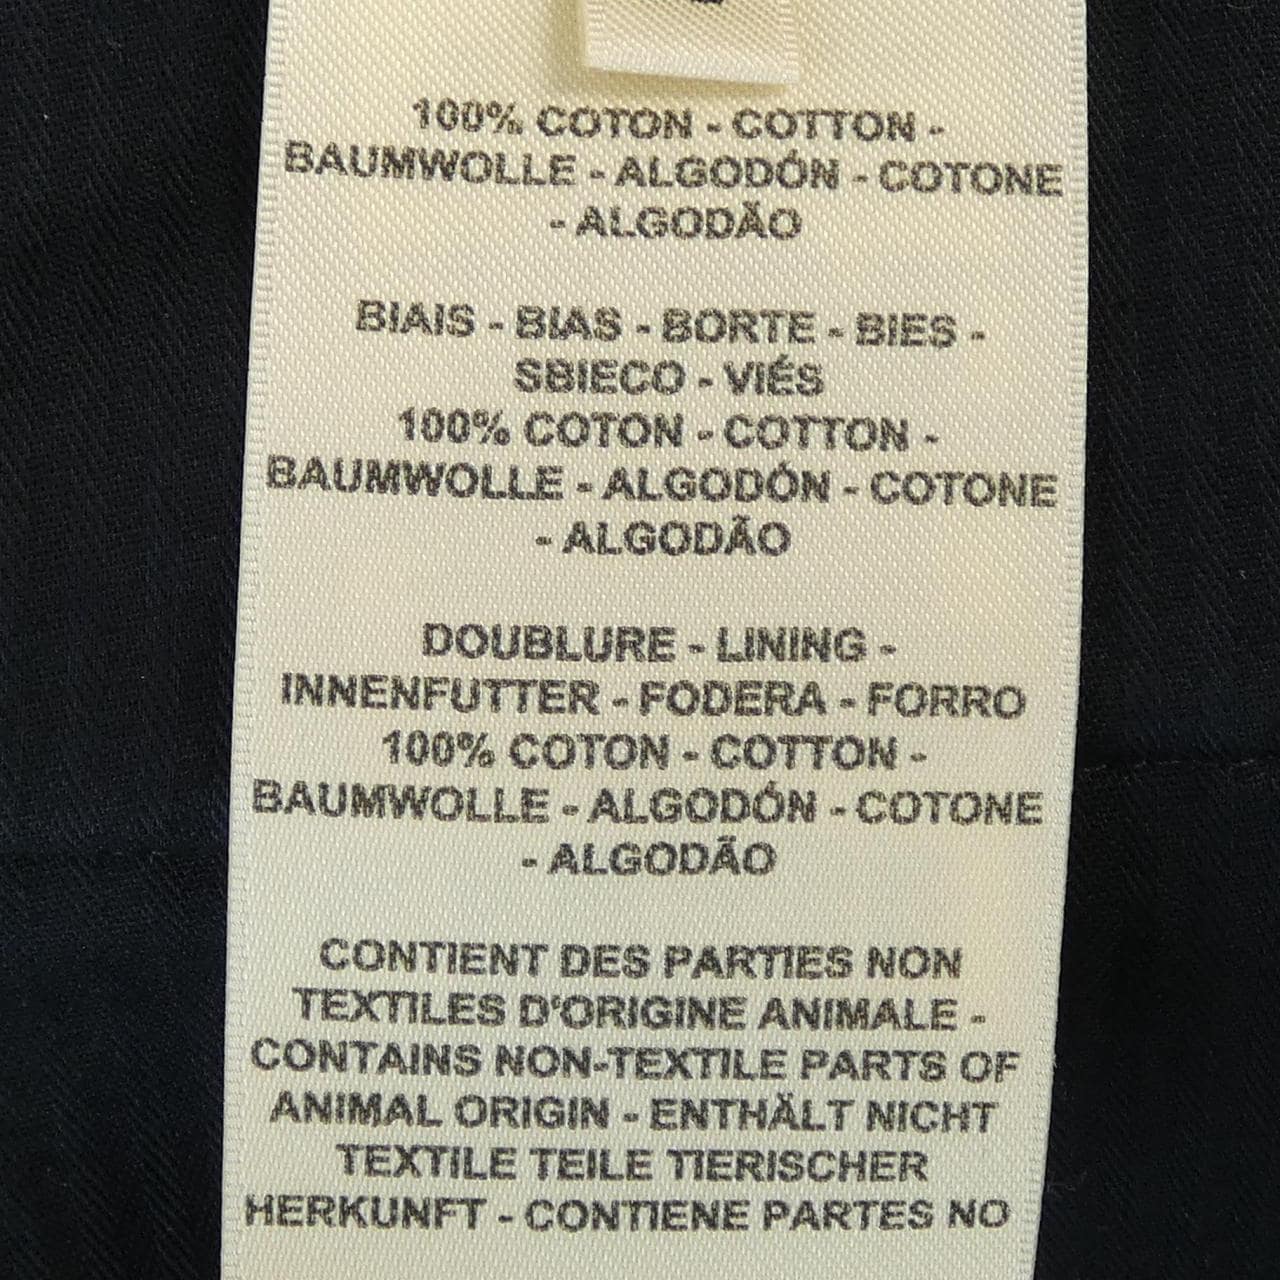 100% COTON - COTTON -
BAUMWOLLE - ALGODÓN - COTONE
- ALGODÃO
BIAIS - BIAS - BORTE - BIES -
SBIECO - VIÉS
100% COTON - COTTON -
BAUMWOLLE - ALGODÓN - COTONE
- ALGODÃO
DOUBLURE - LINING -
INNENFUTTER - FODERA - FORRO
100% COTON - COTTON -
BAUMWOLLE - ALGODÓN - COTONE
- ALGODÃO
CONTIENT DES PARTIES NON
TEXTILES D'ORIGINE ANIMALE -
CONTAINS NON-TEXTILE PARTS OF
ANIMAL ORIGIN - ENTHÄLT NICHT
TEXTILE TEILE TIERISCHER
HERKUNFT - CONTIENE PARTES NO